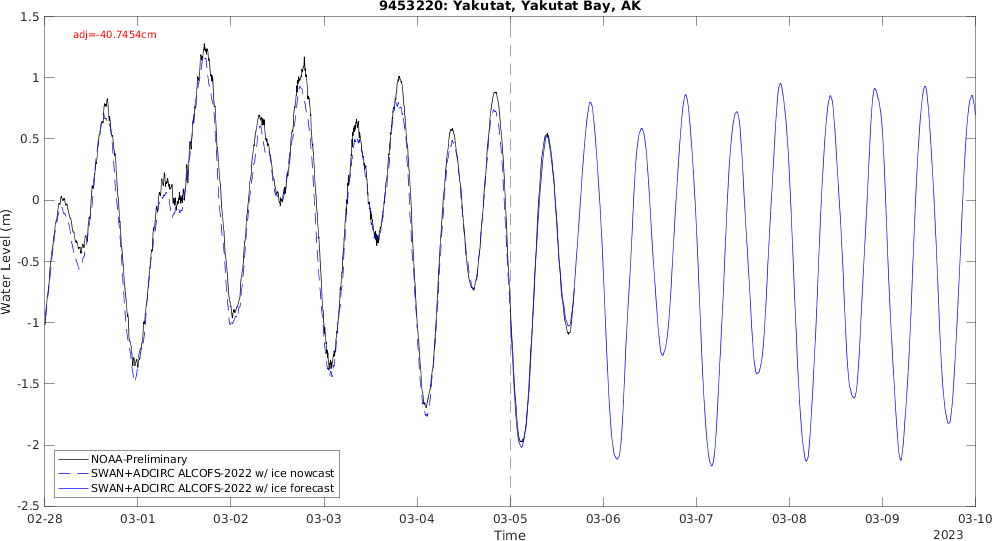 9453220: Yakutat, Yakutat Bay, AK
adj=-40.7454cm
1.5
1
0.5
0
-0.5
-1
-1.5
-2
-2.5
Water Level (m)
NOAA-Preliminary
SWAN+ADCIRC ALCOFS-2022 w/ ice nowcast
SWAN+ADCIRC ALCOFS-2022 w/ ice forecast
02-28 03-01 03-02 03-03 03-04 03-05 03-06 03-07 03-08 03-09 03-10
Time
2023